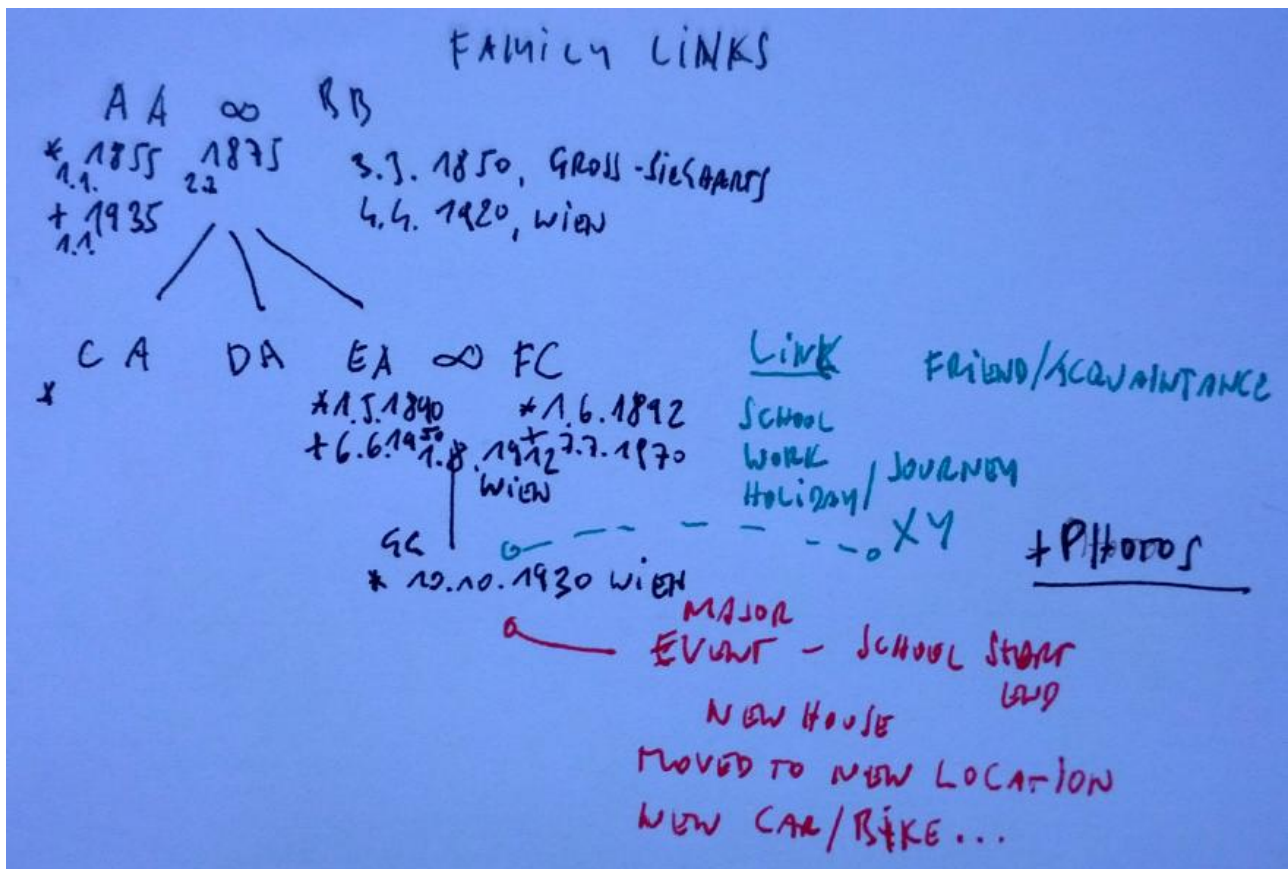 FAMILY LINKS
AA ∞ BB
* 1855 1875 3.3. 1850, GROSS-SIEGHARTS
1.1. 2.2
+ 1935 4.4. 1920, WIEN
1.1.
CA DA EA ∞ FC
*
*1.5.1890 *1.6.1892
+6.6.1950 1.8.1912 +7.7.1970
WIEN
LINK FRIEND/ACQUAINTANCE
SCHOOL
WORK
HOLIDAY/JOURNEY
GG XY
* 10.10.1930 WIEN
+PHOTOS
MAJOR
EVENT - SCHOOL START
END
NEW HOUSE
MOVED TO NEW LOCATION
NEW CAR/BIKE...